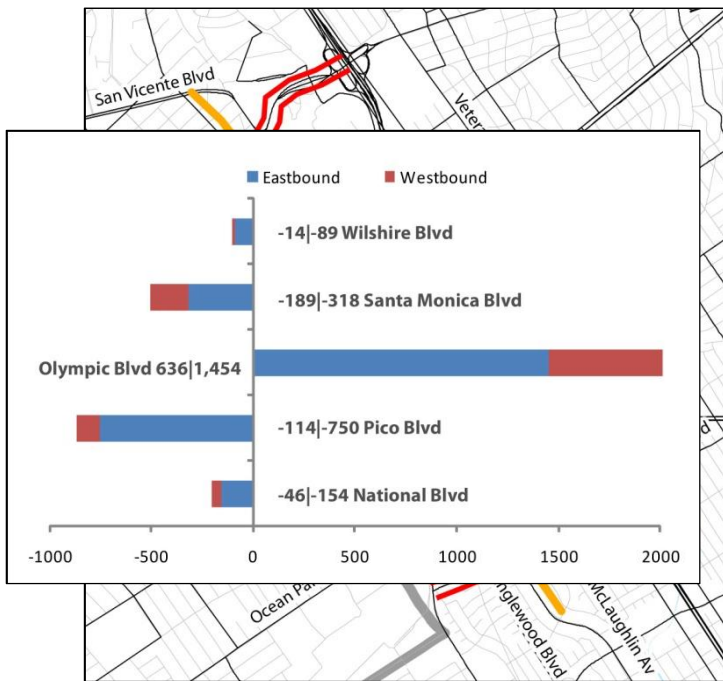 San Vicente Blvd
Veter
Eastbound Westbound
-14|-89 Wilshire Blvd
-189|-318 Santa Monica Blvd
Olympic Blvd 636|1,454
-114|-750 Pico Blvd
-46|-154 National Blvd
-1000 -500 0 500 1000 1500 2000
Ocean Pa
nglewood Blvd
McLaughlin Av